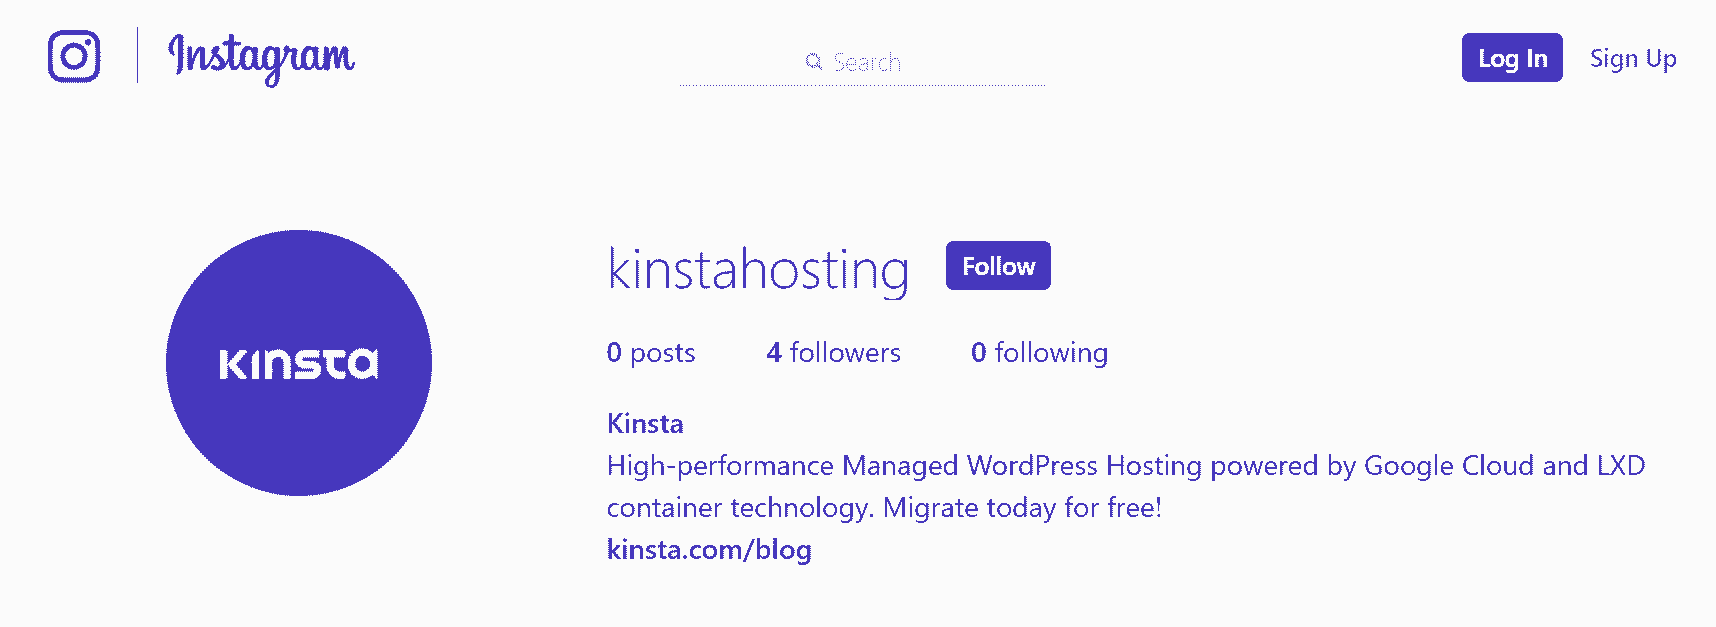 Instagram
Search
Log In
Sign Up
KINSTA
kinstahosting
Follow
0 posts
4 followers
0 following
Kinsta
High-performance Managed WordPress Hosting powered by Google Cloud and LXD
container technology. Migrate today for free!
kinsta.com/blog